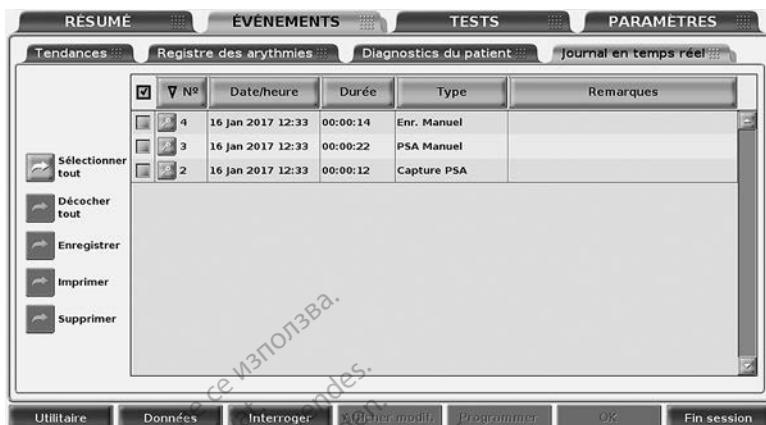 RÉSUMÉ ÉVÉNEMENTS TESTS PARAMÈTRES
Tendances Registre des arythmies Diagnostics du patient Journal en temps réel
Nº Date/heure Durée Type Remarques
4 16 Jan 2017 12:33 00:00:14 Enr. Manuel
3 16 Jan 2017 12:33 00:00:22 PSA Manuel
2 16 Jan 2017 12:33 00:00:12 Capture PSA
Sélectionner
tout
Décocher
tout
Enregistrer
Imprimer
Supprimer
се използва.
Utilitaire Données Interroger modif. Programmer OK Fin session